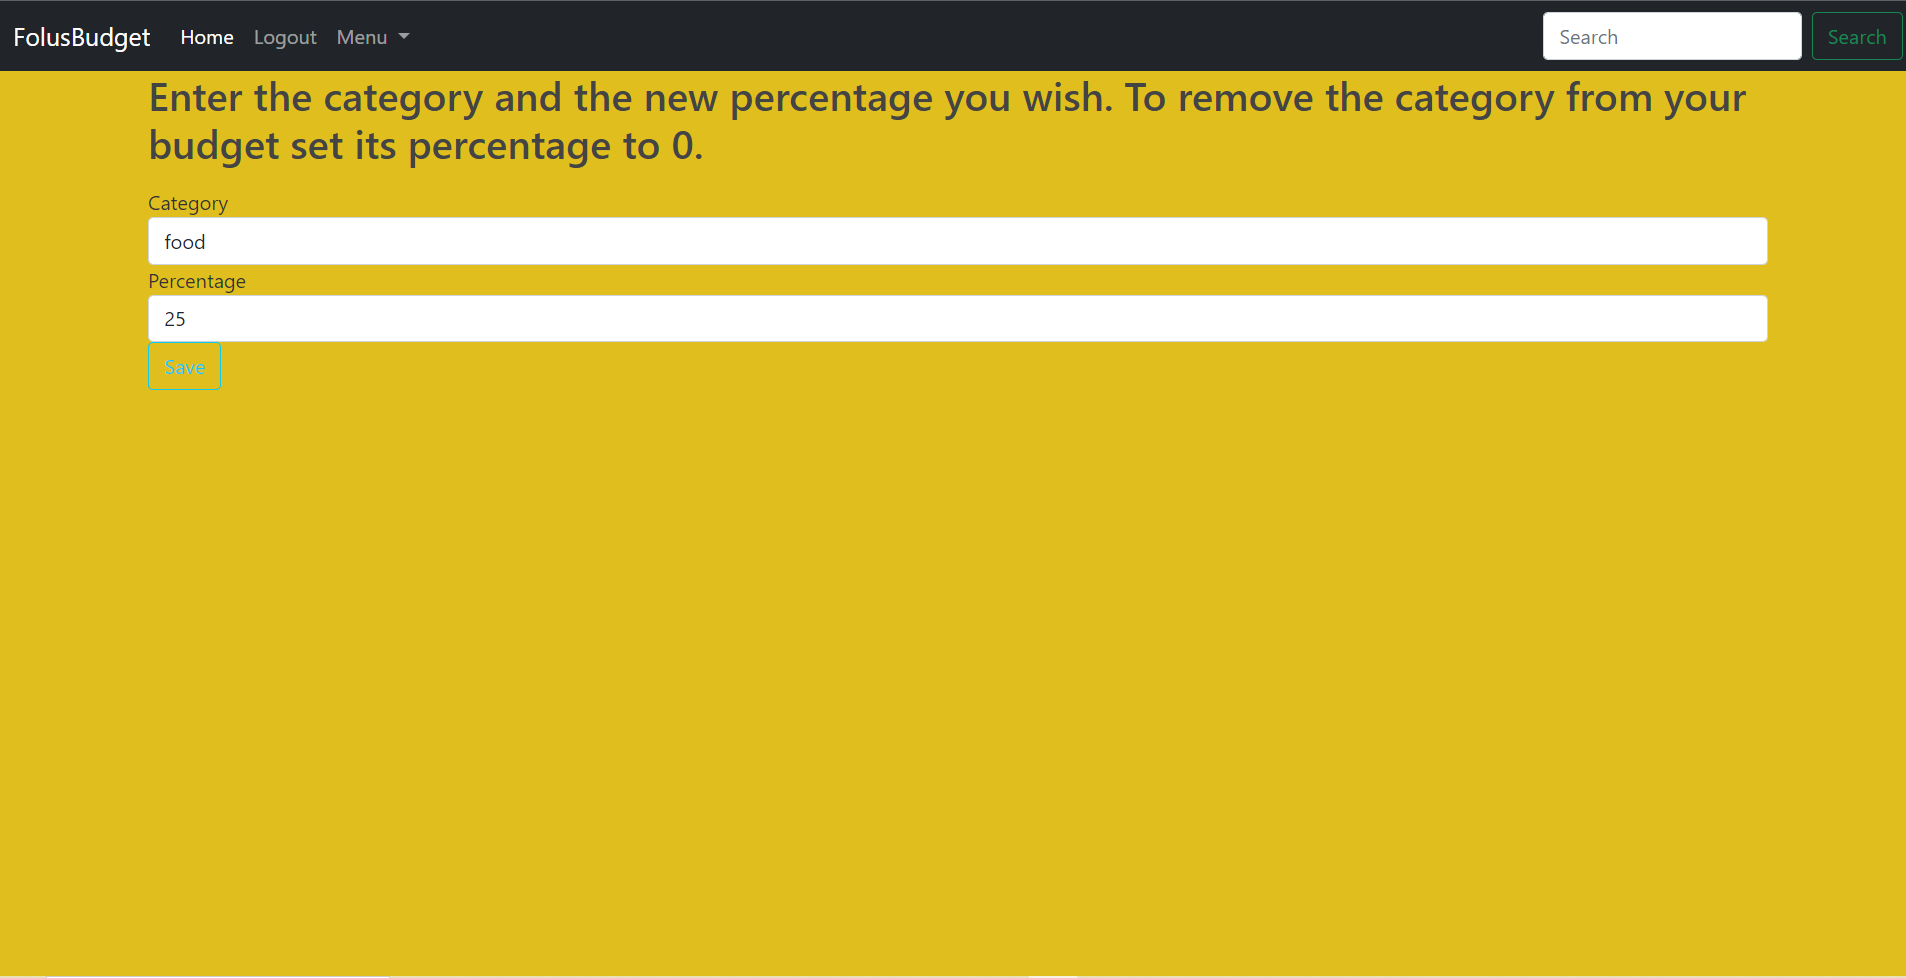 FolusBudget Home Logout Menu Search Search
Enter the category and the new percentage you wish. To remove the category from your
budget set its percentage to 0.
Category
food
Percentage
25
Save